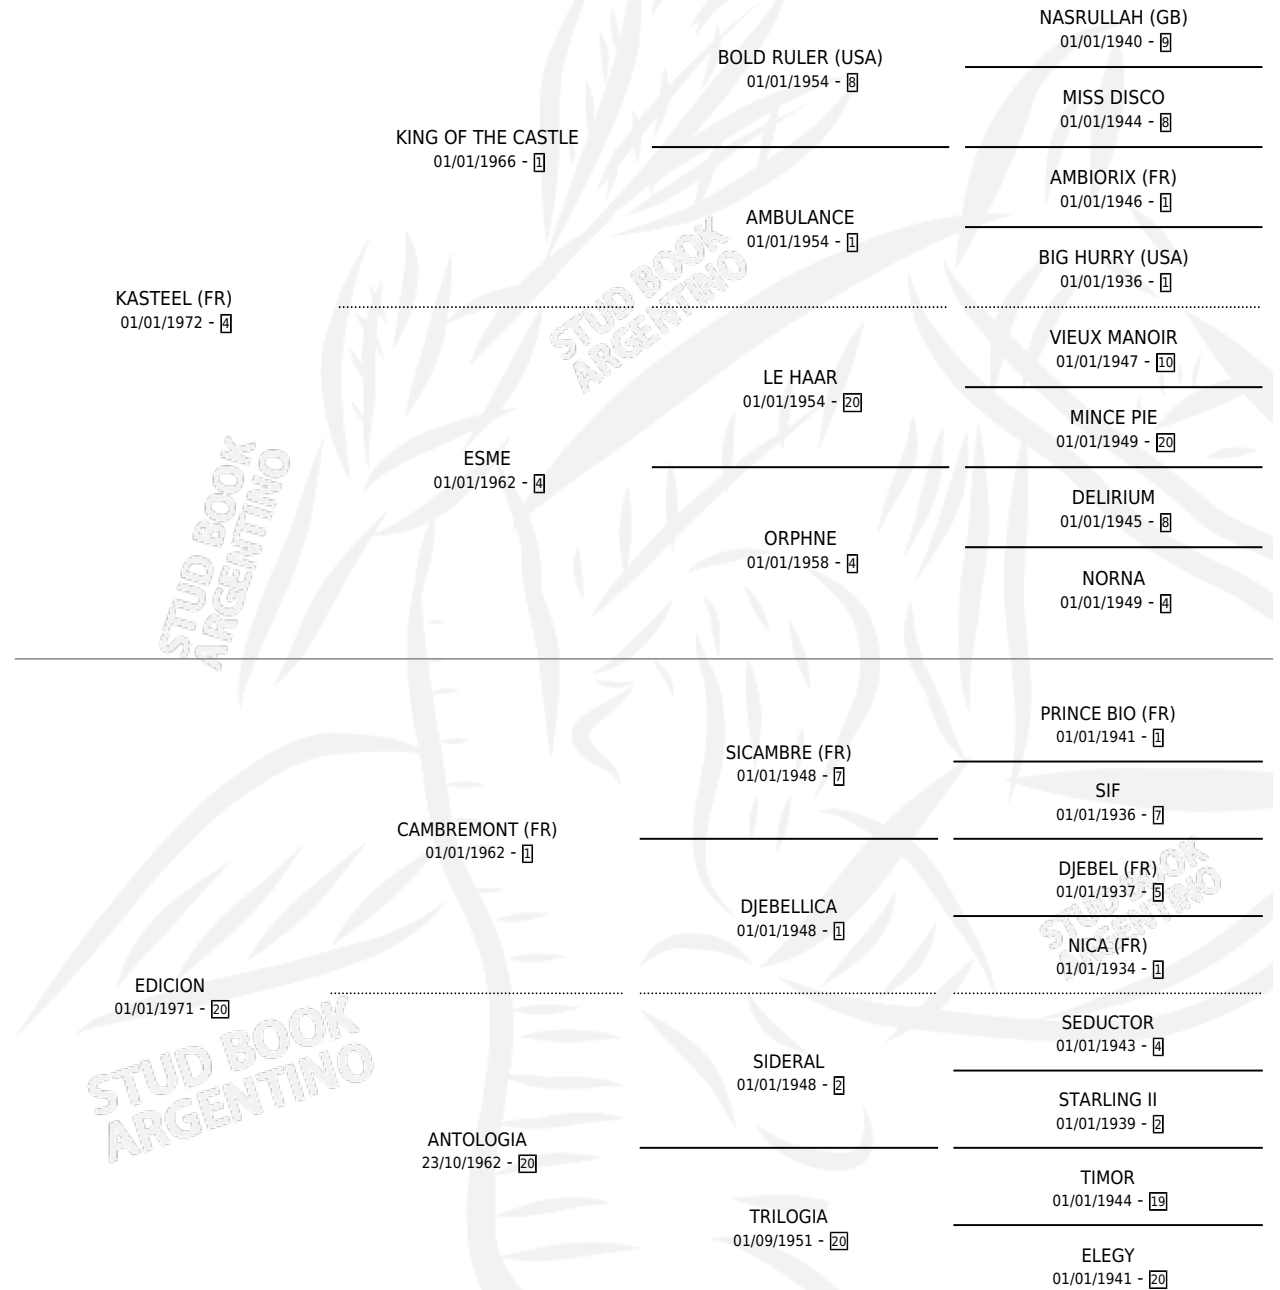 NASRULLAH (GB)
01/01/1940 - 9
BOLD RULER (USA)
01/01/1954 - 8
MISS DISCO
01/01/1944 - 8
KING OF THE CASTLE
01/01/1966 - 1
AMBIORIX (FR)
01/01/1946 - 1
AMBULANCE
01/01/1954 - 1
BIG HURRY (USA)
01/01/1936 - 1
KASTEEL (FR)
01/01/1972 - 4
VIEUX MANOIR
01/01/1947 - 10
LE HAAR
01/01/1954 - 20
MINCE PIE
01/01/1949 - 20
ESME
01/01/1962 - 4
DELIRIUM
01/01/1945 - 8
ORPHNE
01/01/1958 - 4
NORNA
01/01/1949 - 4
STUD BOOK
ARGENTINO
STUD BOOK
ARGENTINO
PRINCE BIO (FR)
01/01/1941 - 1
SICAMBRE (FR)
01/01/1948 - 7
SIF
01/01/1936 - 7
CAMBREMONT (FR)
01/01/1962 - 1
DJEBEL (FR)
01/01/1937 - 5
DJEBELLICA
01/01/1948 - 1
NICA (FR)
01/01/1934 - 1
STUD BOOK
ARGENTINO
EDICION
01/01/1971 - 20
SEDUCTOR
01/01/1943 - 4
SIDERAL
01/01/1948 - 2
STARLING II
01/01/1939 - 2
STUD BOOK
ARGENTINO
ANTOLOGIA
23/10/1962 - 20
TIMOR
01/01/1944 - 19
TRILOGIA
01/09/1951 - 20
ELEGY
01/01/1941 - 20